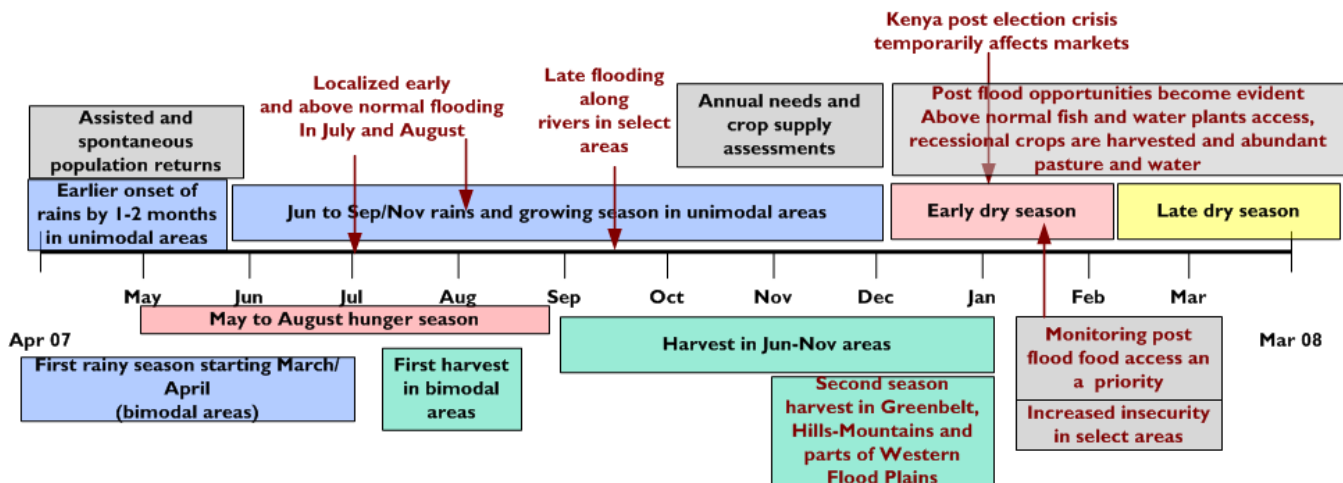 Kenya post election crisis
temporarily affects markets
Localized early
and above normal flooding
In July and August
Late flooding
along
rivers in select
areas
Assisted and
spontaneous
population returns
Annual needs and
crop supply
assessments
Post flood opportunities become evident
Above normal fish and water plants access,
recessional crops are harvested and abundant
pasture and water
Earlier onset of
rains by 1-2 months
in unimodal areas
Jun to Sep/Nov rains and growing season in unimodal areas
Early dry season
Late dry season
May
Jun
Jul
Aug
Sep
Oct
Nov
Dec
Jan
Feb
Mar
Apr 07
Mar 08
May to August hunger season
First rainy season starting March/
April
(bimodal areas)
First harvest
in bimodal
areas
Harvest in Jun-Nov areas
Second season
harvest in Greenbelt,
Hills-Mountains and
parts of Western
Flood Plains
Monitoring post
flood food access an
a priority
Increased insecurity
in select areas